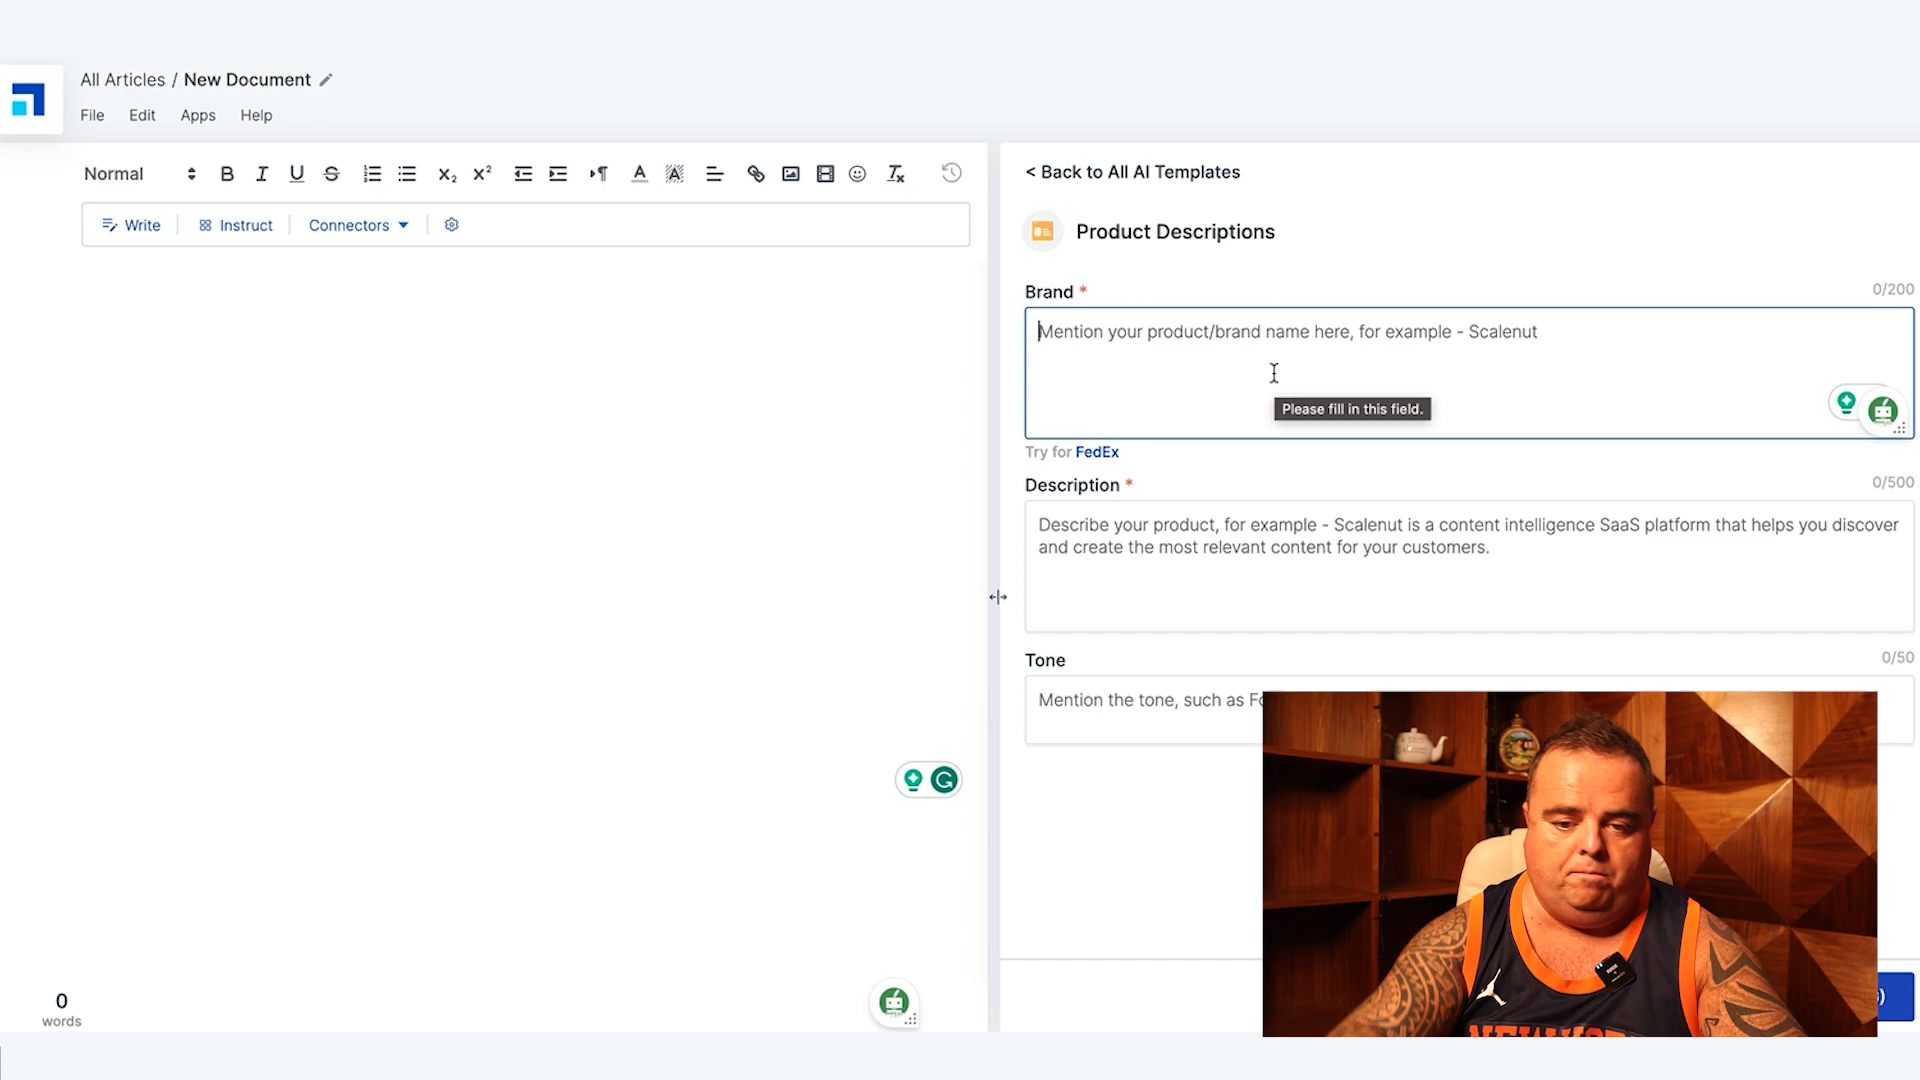 All Articles / New Document
File Edit Apps Help
Normal
Write Instruct Connectors
0
words
< Back to All AI Templates
Product Descriptions
Brand * 0/200
Mention your product/brand name here, for example - Scalenut
Please fill in this field.
Try for FedEx
Description * 0/500
Describe your product, for example - Scalenut is a content intelligence SaaS platform that helps you discover
and create the most relevant content for your customers.
Tone 0/50
Mention the tone, such as